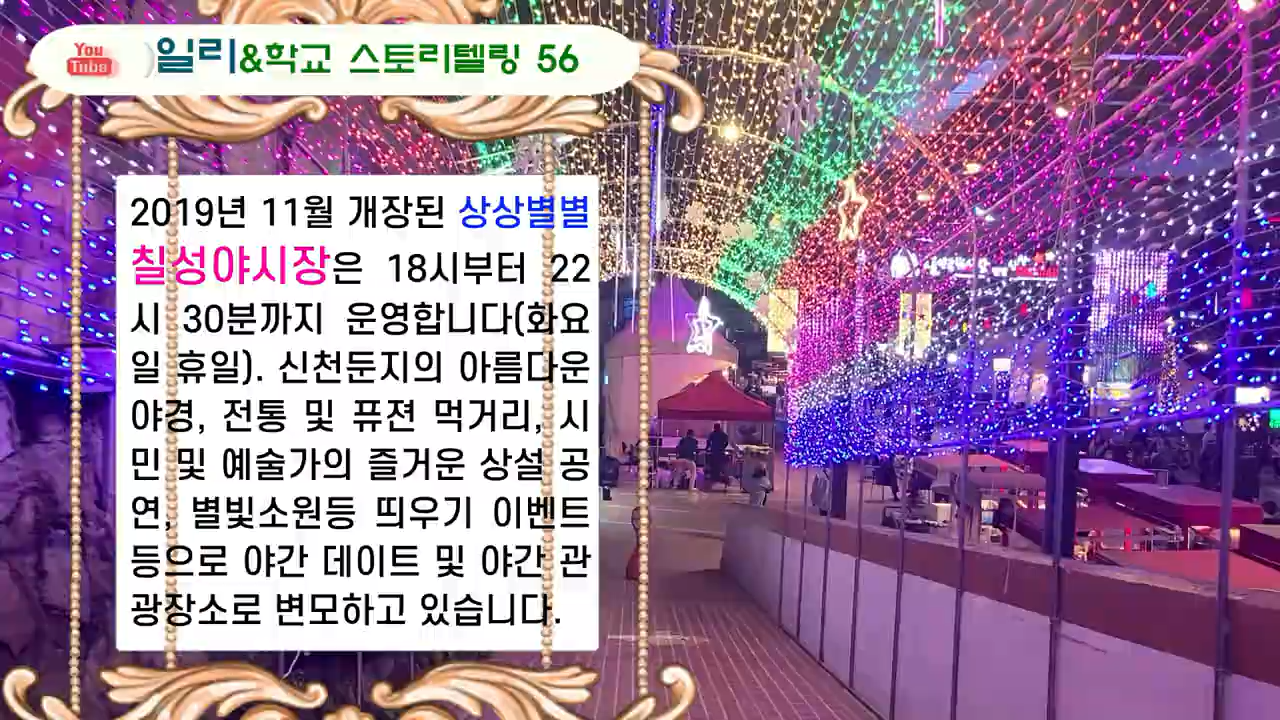 You
Tube
일리&학교 스토리텔링 56
2019년 11월 개장된 상상별별
칠성야시장은 18시부터 22
시 30분까지 운영합니다(화요
일 휴일). 신천둔지의 아름다운
야경, 전통 및 퓨젼 먹거리, 시
민 및 예술가의 즐거운 상설 공
연, 별빛소원등 띄우기 이벤트
등으로 야간 데이트 및 야간 관
광장소로 변모하고 있습니다.